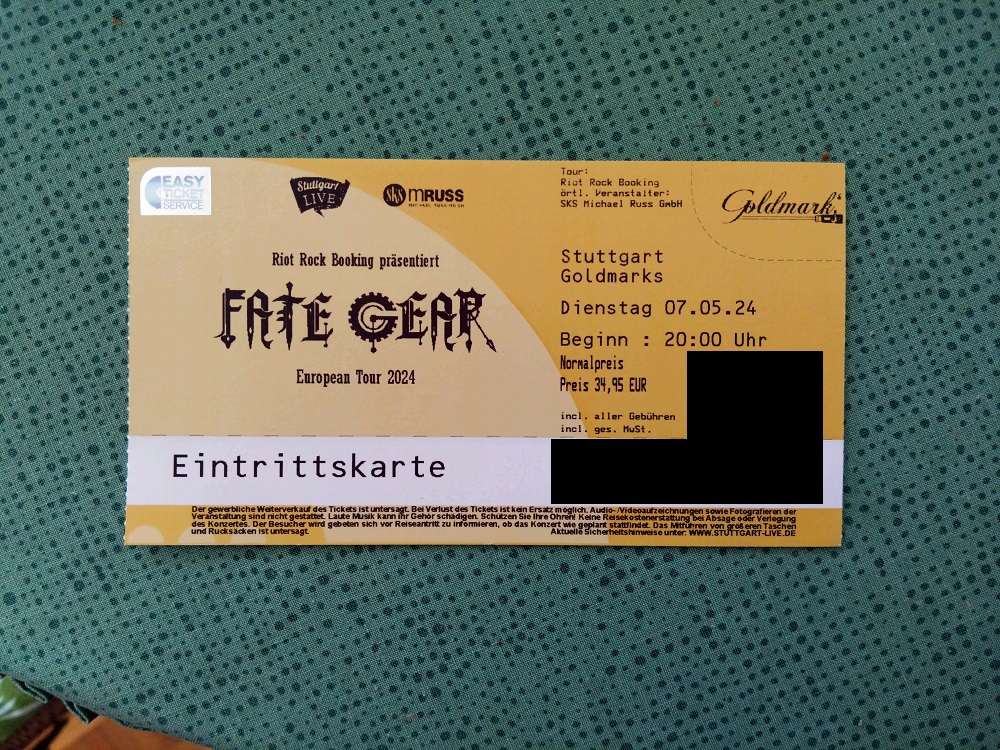 EASY
TICKET
SERVICE
Stuttgart
LIVE
SKS MRUSS
Riot Rock Booking präsentiert
FATE GEAR
European Tour 2024
Tour:
Riot Rock Booking
örtl. Veranstalter:
SKS Michael Russ GmbH
Goldmark's
Stuttgart
Goldmarks
Dienstag 07.05.24
Beginn : 20:00 Uhr
Normalpreis
Preis 34,95 EUR
incl. aller Gebühren
incl. ges. MwSt.
Eintrittskarte
Der gewerbliche Weiterverkauf des Tickets ist untersagt. Bei Verlust des Tickets ist kein Ersatz möglich. Audio-/Videoaufzeichnungen sowie Fotografieren der
Veranstaltung sind nicht gestattet. Laute Musik kann ihr Gehör schädigen. Schützen Sie Ihre Ohren! Keine Reisekostenerstattung bei Absage oder Verlegung
des Konzertes. Der Besucher wird gebeten sich vor Reiseantritt zu informieren, ob das Konzert wie geplant stattfindet. Das Mitführen von größeren Taschen
und Rucksäcken ist untersagt. Aktuelle Sicherheitshinweise unter: WWW.STUTTGART-LIVE.DE